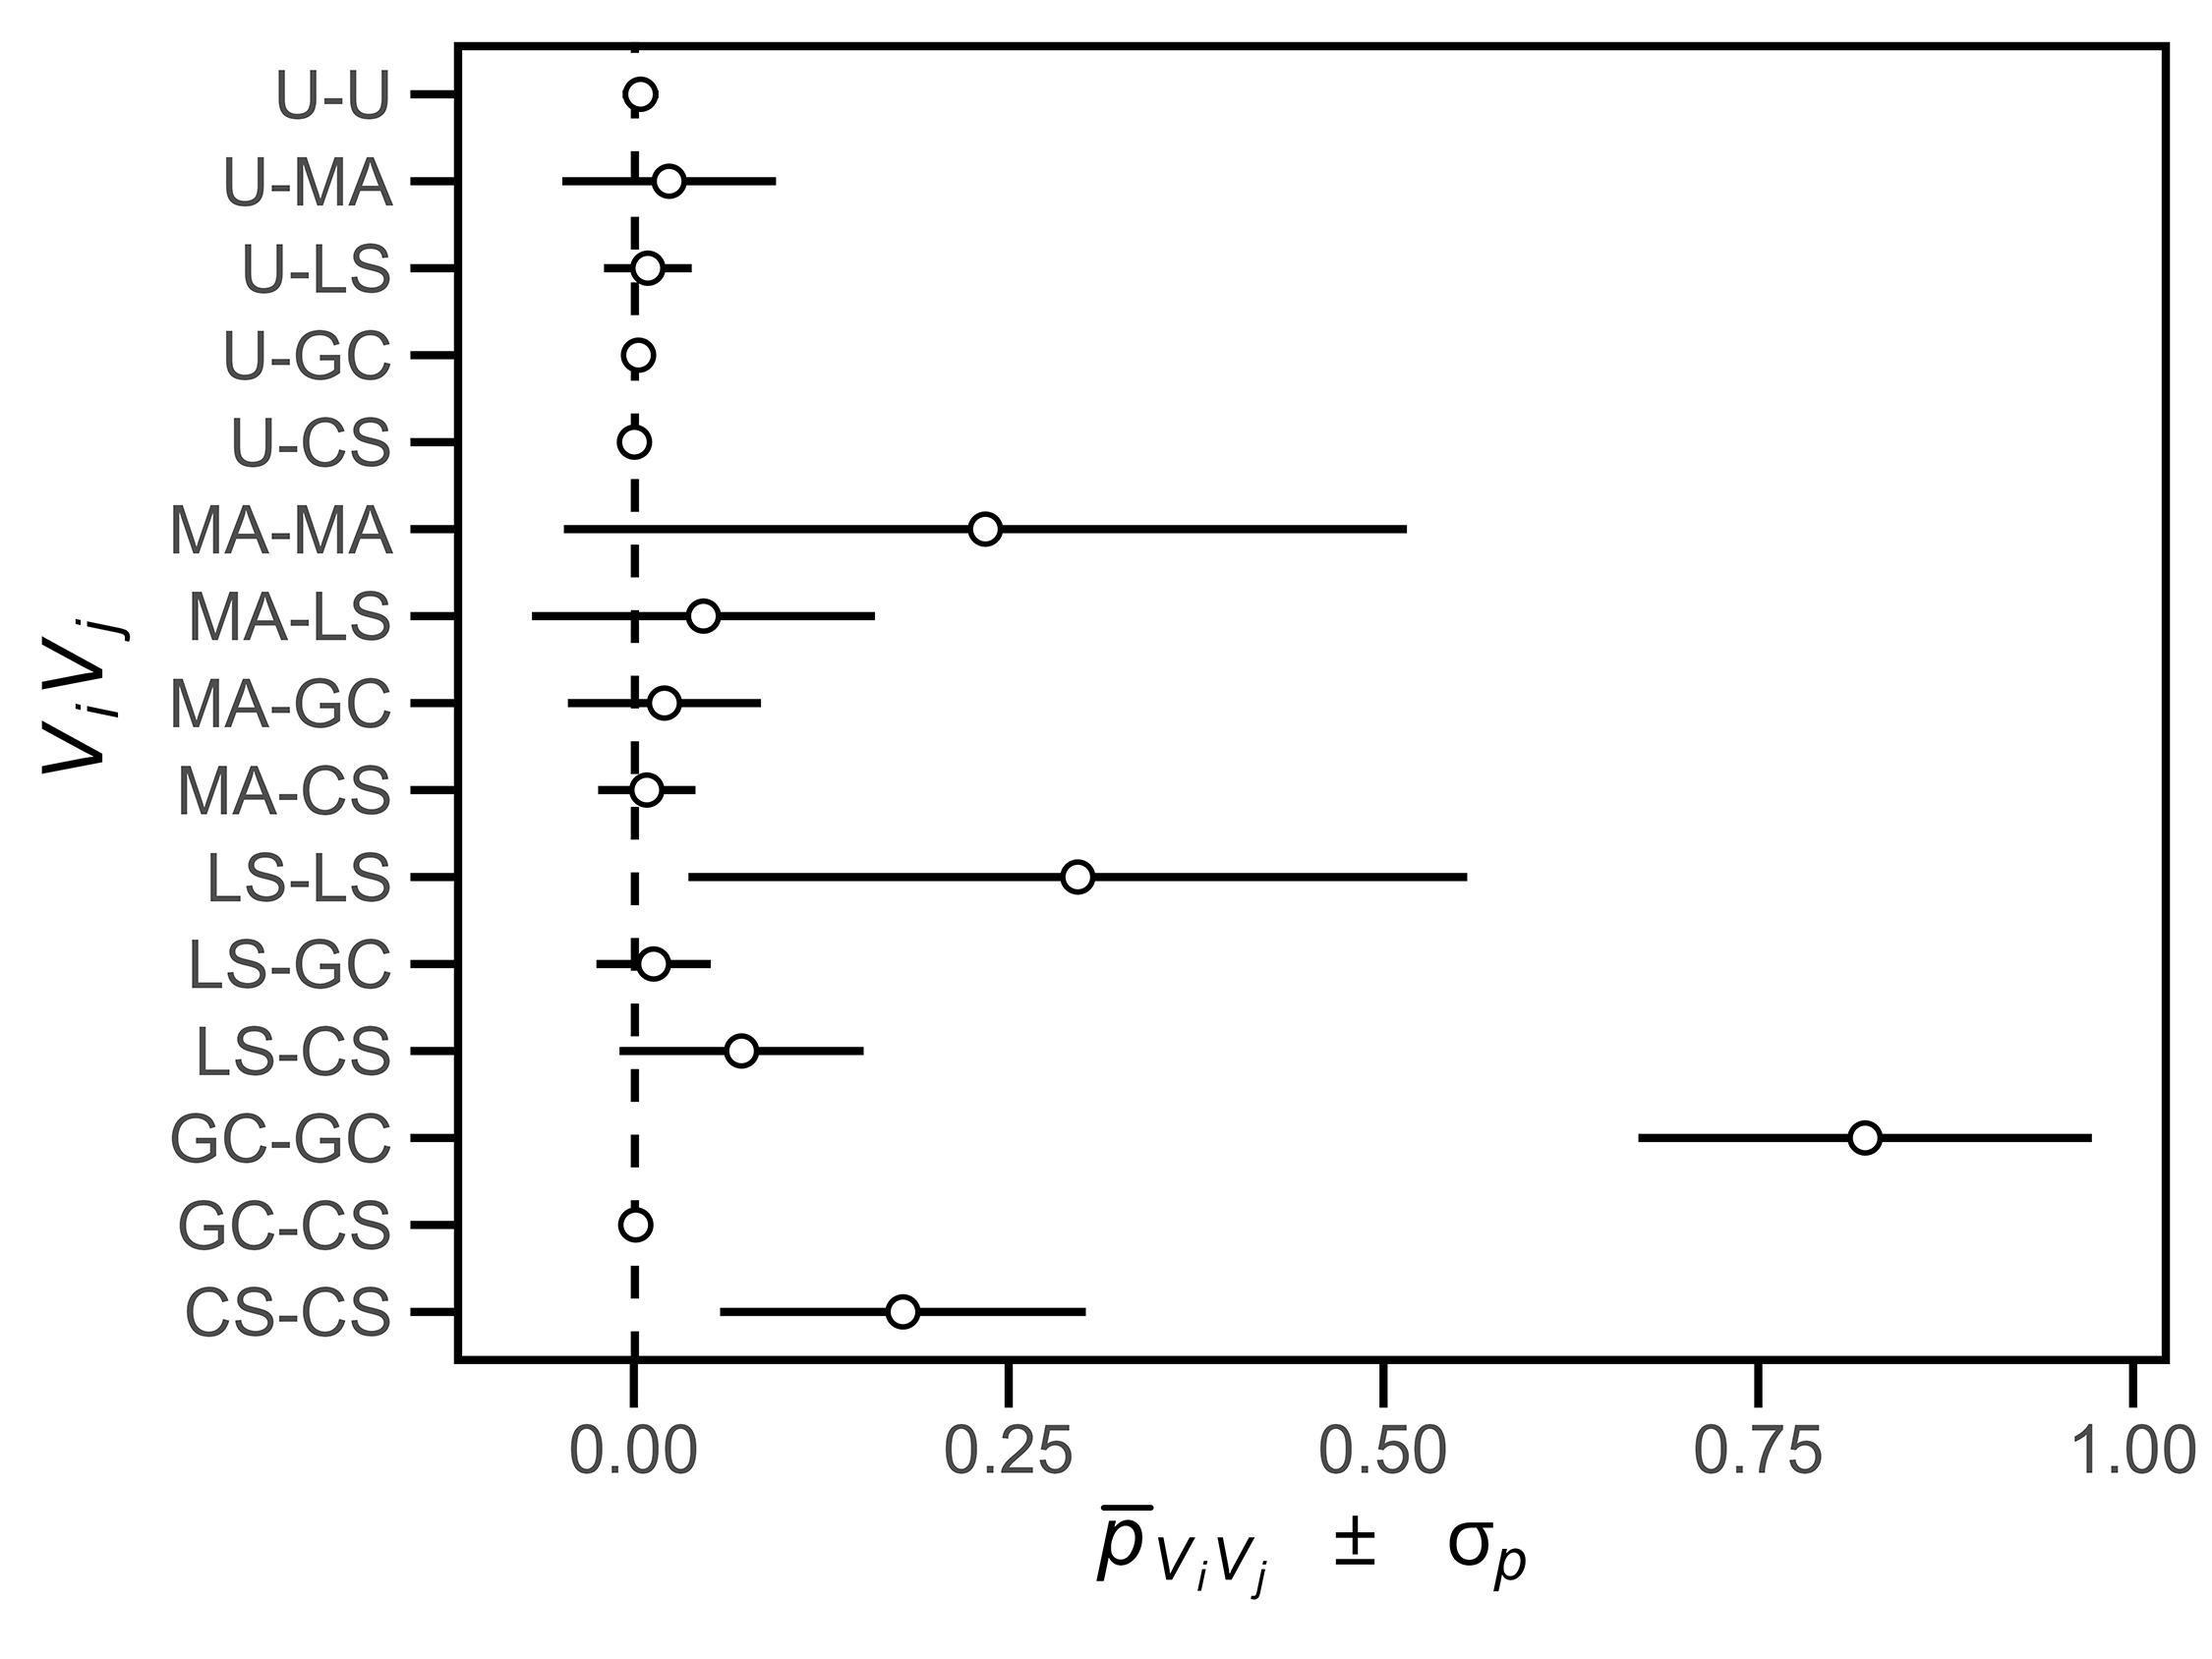 U-U
U-MA
U-LS
U-GC
U-CS
MA-MA
MA-LS
MA-GC
MA-CS
LS-LS
LS-GC
LS-CS
GC-GC
GC-CS
CS-CS
ViVj
0.00 0.25 0.50 0.75 1.00
p̅ViVj ± σp